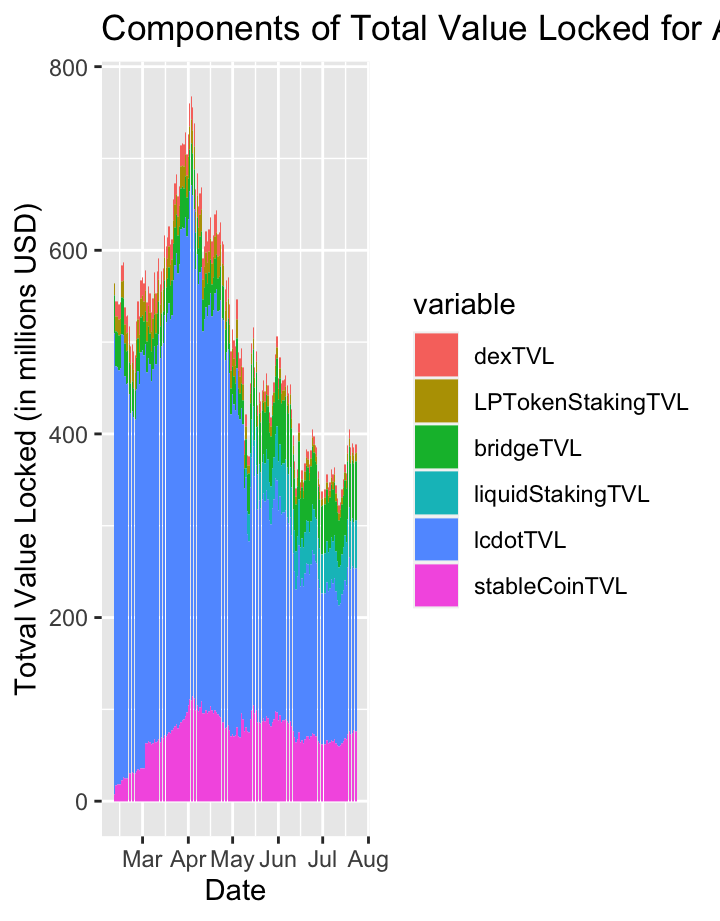 Components of Total Value Locked for
800
600
400
200
0
Totval Value Locked (in millions USD)
Mar Apr May Jun Jul Aug
Date
variable
dexTVL
LPTokenStakingTVL
bridgeTVL
liquidStakingTVL
lcdotTVL
stableCoinTVL